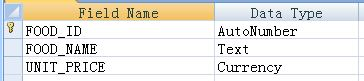 Field Name Data Type
FOOD_ID AutoNumber
FOOD_NAME Text
UNIT_PRICE Currency